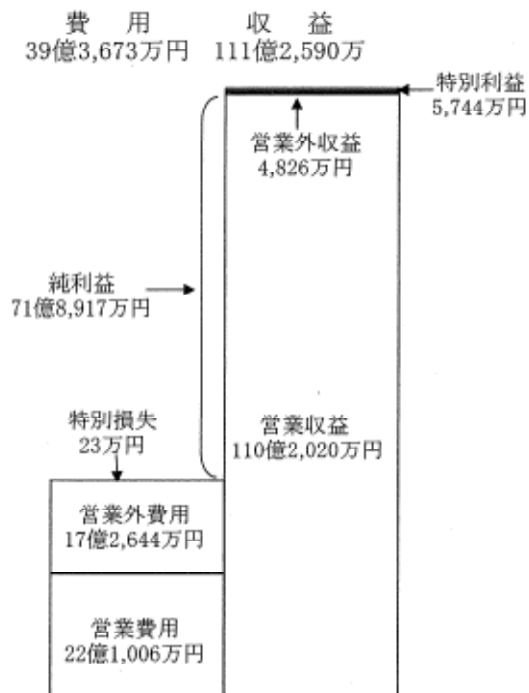 費用 収益
39億3,673万円 111億2,590万
特別利益
5,744万円
営業外収益
4,826万円
純利益
71億8,917万円
特別損失
23万円
営業収益
110億2,020万円
営業外費用
17億2,644万円
営業費用
22億1,006万円